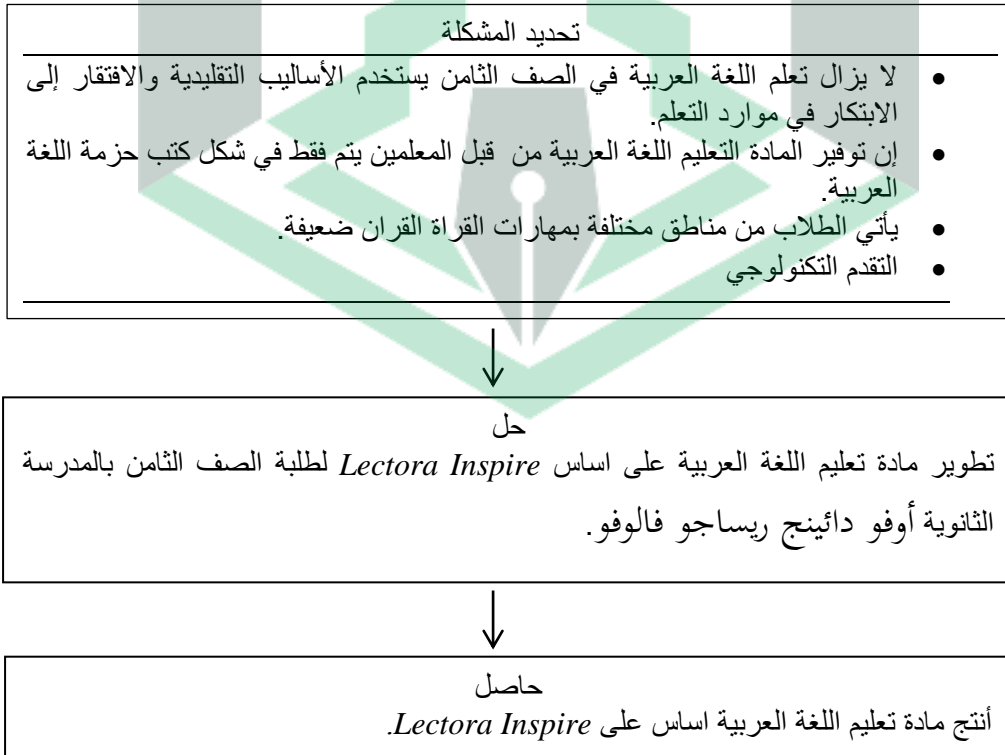 تحديد المشكلة
• لا يزال تعلم اللغة العربية في الصف الثامن يستخدم الأساليب التقليدية والافتقار إلى
الابتكار في موارد التعلم.
• إن توفير المادة التعليم اللغة العربية من قبل المعلمين يتم فقط في شكل كتب حزمة اللغة
العربية.
• يأتي الطلاب من مناطق مختلفة بمهارات القراة القران ضعيفة.
• التقدم التكنولوجي
حل
تطوير مادة تعليم اللغة العربية على اساس Lectora Inspire لطلبة الصف الثامن بالمدرسة
الثانوية أوفو دائينج ريساجو فالوفو.
حاصل
أنتج مادة تعليم اللغة العربية اساس على Lectora Inspire.